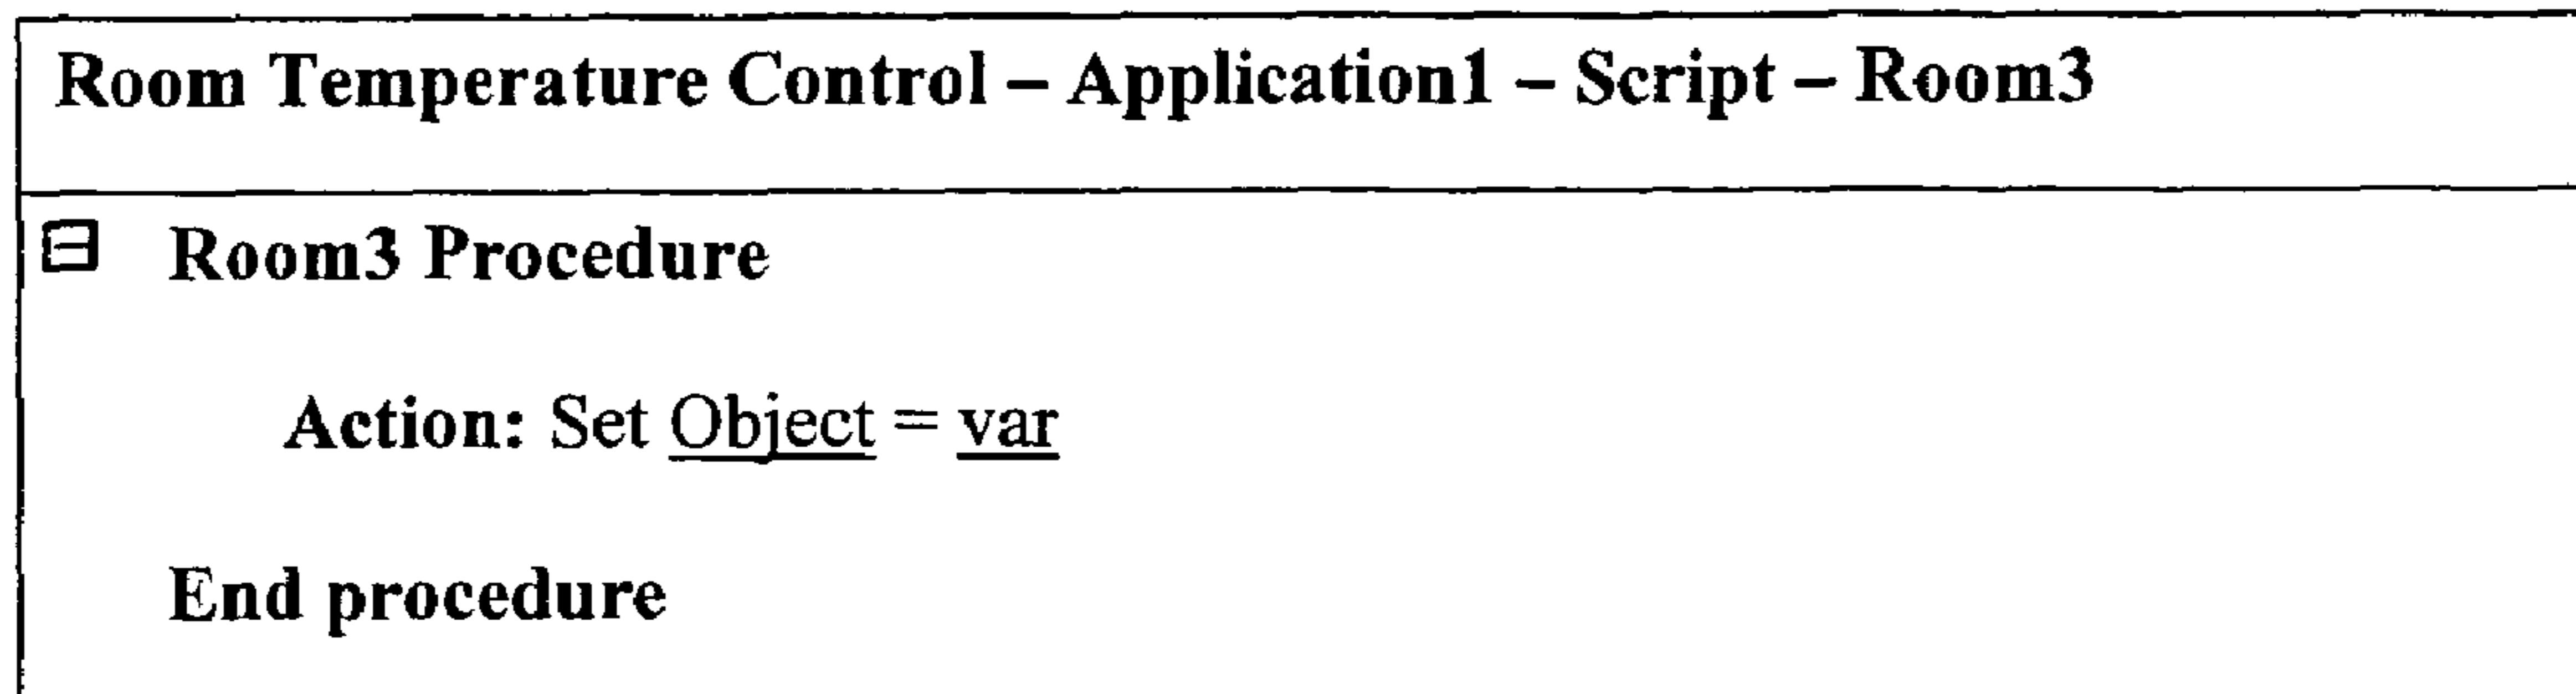 Room Temperature Control – Application1 – Script – Room3
Room3 Procedure
Action: Set Object = var
End procedure